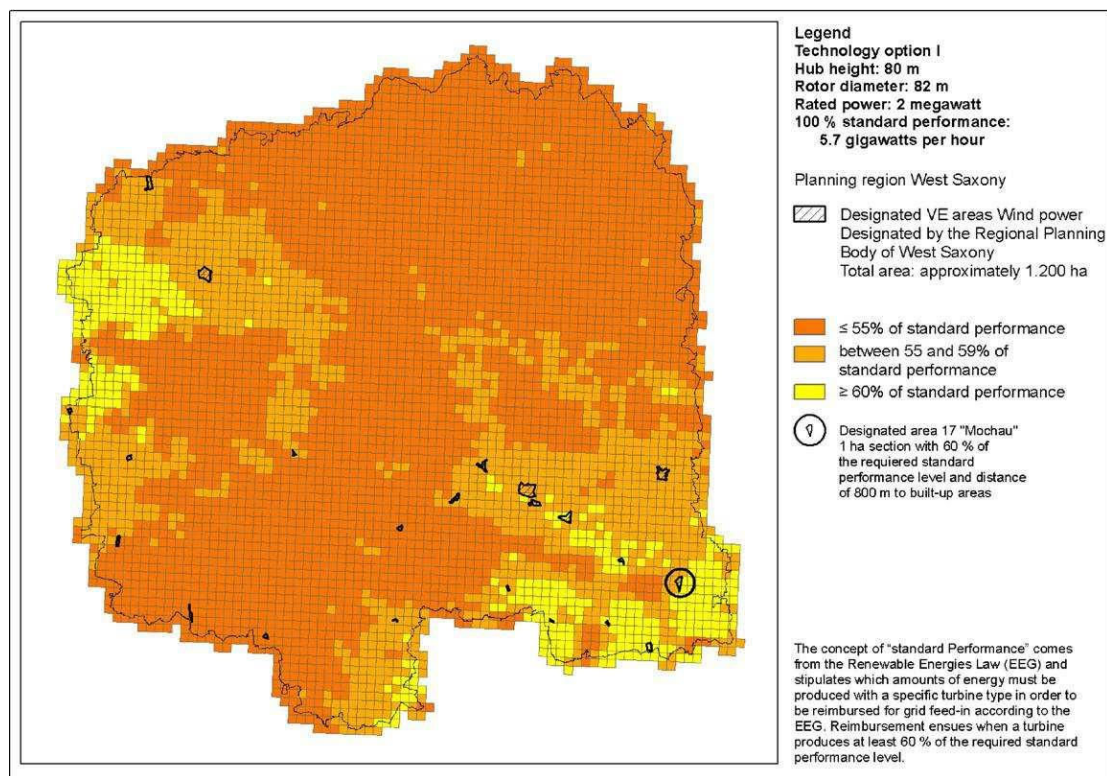 Legend
Technology option I
Hub height: 80 m
Rotor diameter: 82 m
Rated power: 2 megawatt
100 % standard performance:
5.7 gigawatts per hour
Planning region West Saxony
Designated VE areas Wind power
Designated by the Regional Planning
Body of West Saxony
Total area: approximately 1.200 ha
≤ 55% of standard performance
between 55 and 59% of
standard performance
≥ 60% of standard performance
Designated area 17 "Mochau"
1 ha section with 60 % of
the requiered standard
performance level and distance
of 800 m to built-up areas
The concept of "standard Performance" comes
from the Renewable Energies Law (EEG) and
stipulates which amounts of energy must be
produced with a specific turbine type in order to
be reimbursed for grid feed-in according to the
EEG. Reimbursement ensues when a turbine
produces at least 60 % of the required standard
performance level.